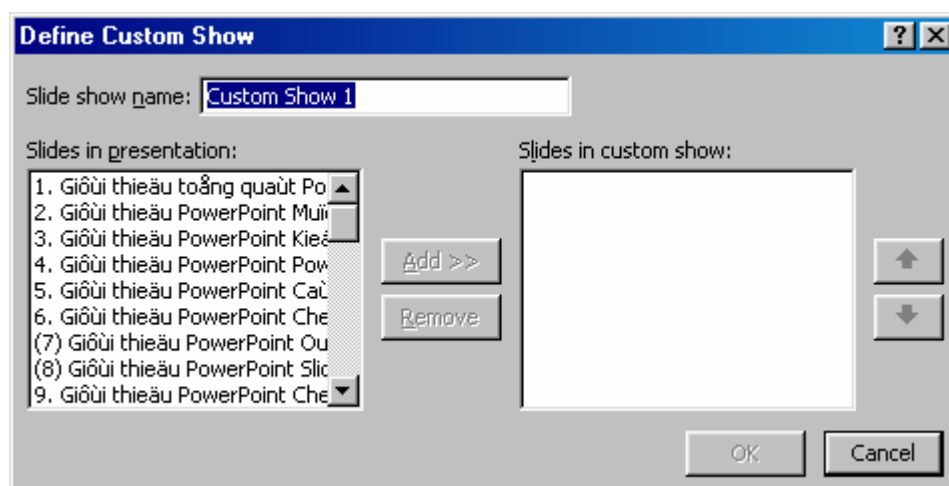 Define Custom Show
Slide show name: Custom Show 1
Slides in presentation:
Slides in custom show:
1. Giôùi thieäu toång quaùt Po
2. Giôùi thieäu PowerPoint Muï
3. Giôùi thieäu PowerPoint Kieå
4. Giôùi thieäu PowerPoint Pow
5. Giôùi thieäu PowerPoint Caù
6. Giôùi thieäu PowerPoint Che
(7) Giôùi thieäu PowerPoint Ou
(8) Giôùi thieäu PowerPoint Slid
9. Giôùi thieäu PowerPoint Che
Add >>
Remove
OK
Cancel